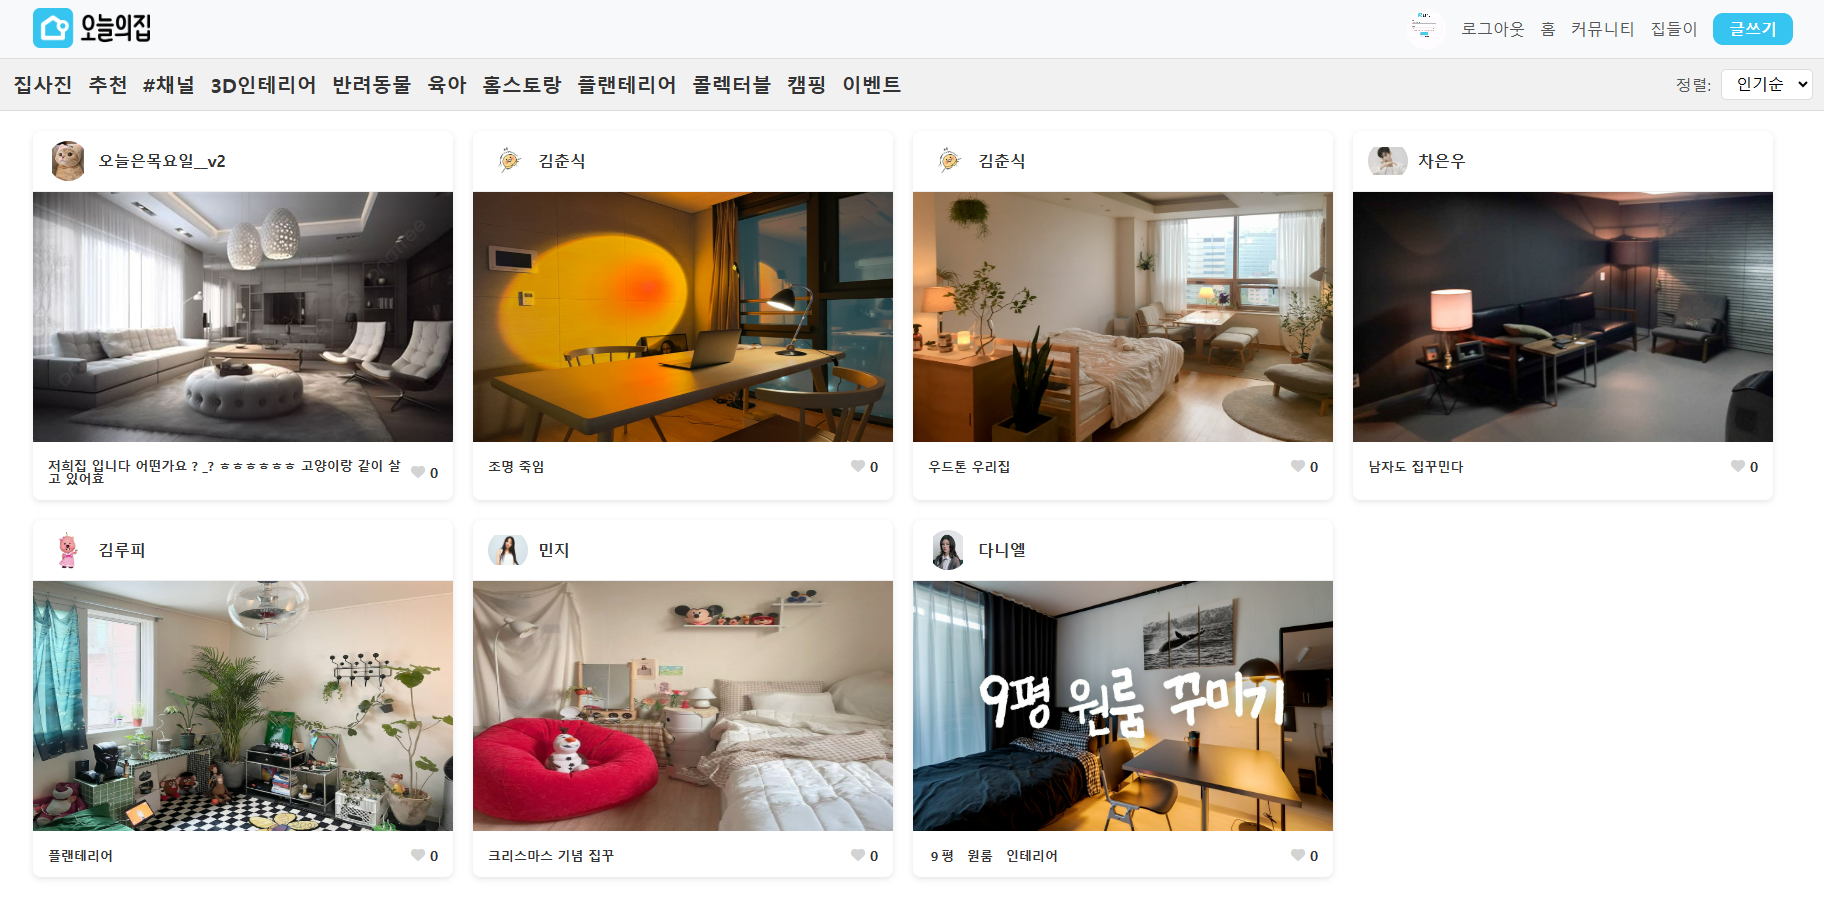 오늘의집
Run.
로그아웃 홈 커뮤니티 집들이 글쓰기
집사진 추천 #채널 3D인테리어 반려동물 육아 홈스토랑 플랜테리어 콜렉터블 캠핑 이벤트
정렬: 인기순
오늘은목요일__v2
김춘식
김춘식
차은우
저희집 입니다 어떤가요 ? _? ㅎㅎㅎㅎㅎㅎ 고양이랑 같이 살
고 있어효
0
조명 죽임
0
우드톤 우리집
0
남자도 집꾸민다
0
김루피
민지
다니엘
9평 원룸 꾸미기
플랜테리어
0
크리스마스 기념 집꾸
0
9평 원룸 인테리어
0